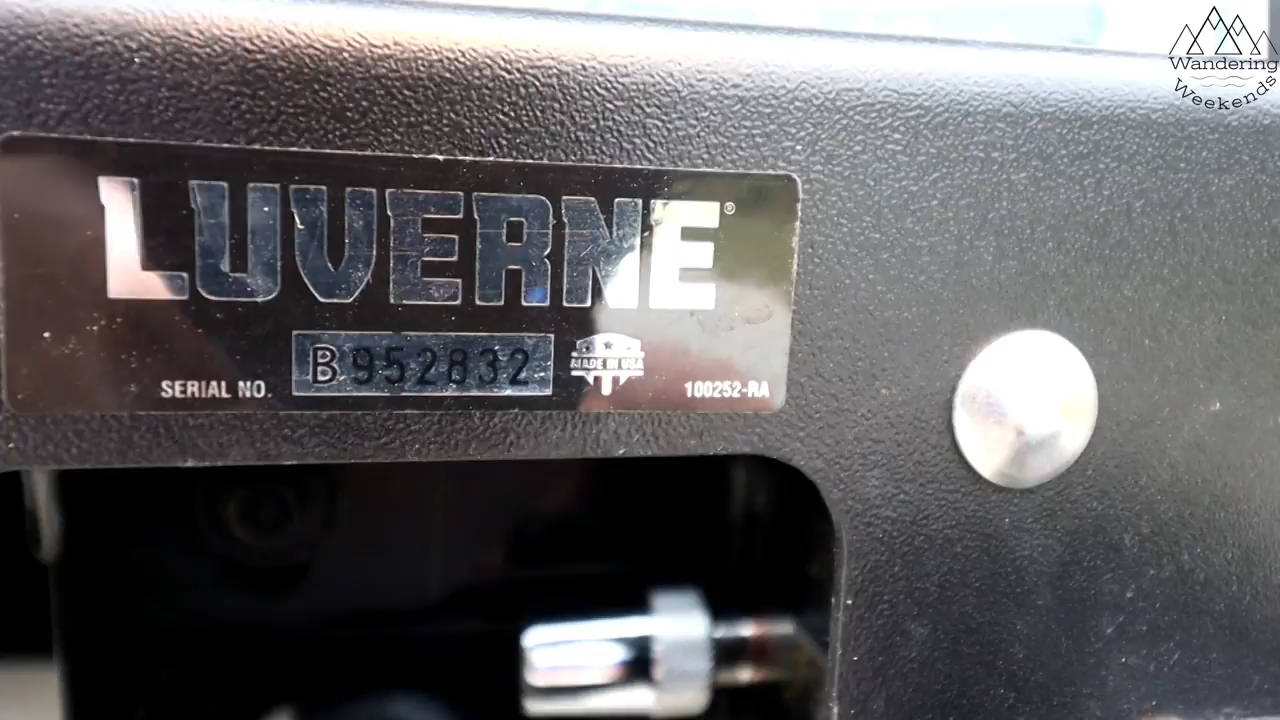 Wandering
Weekends
LUVERNE®
SERIAL NO. B952832
MADE IN USA
100252-RA